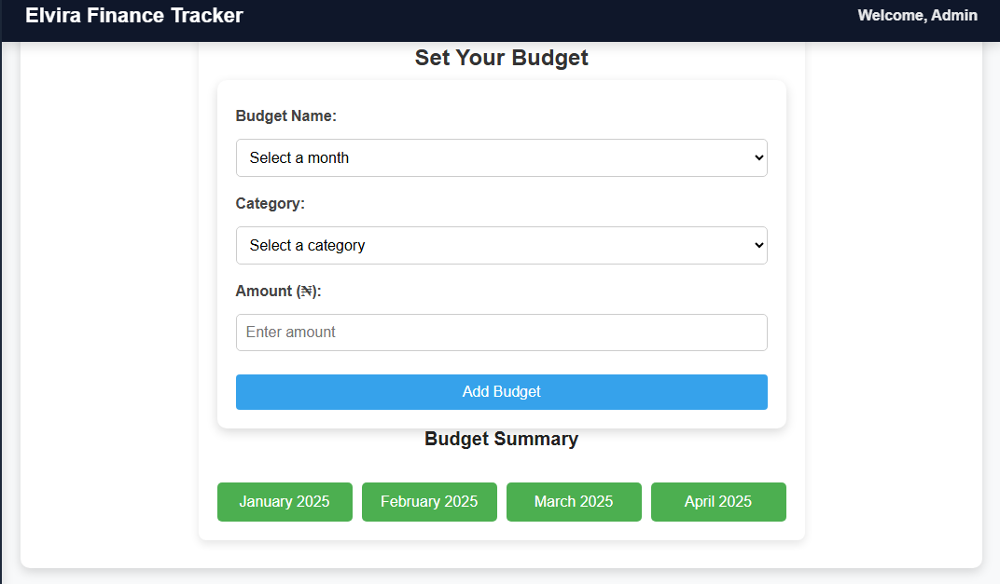 Elvira Finance Tracker
Welcome, Admin
Set Your Budget
Budget Name:
Select a month
Category:
Select a category
Amount (₦):
Enter amount
Add Budget
Budget Summary
January 2025
February 2025
March 2025
April 2025